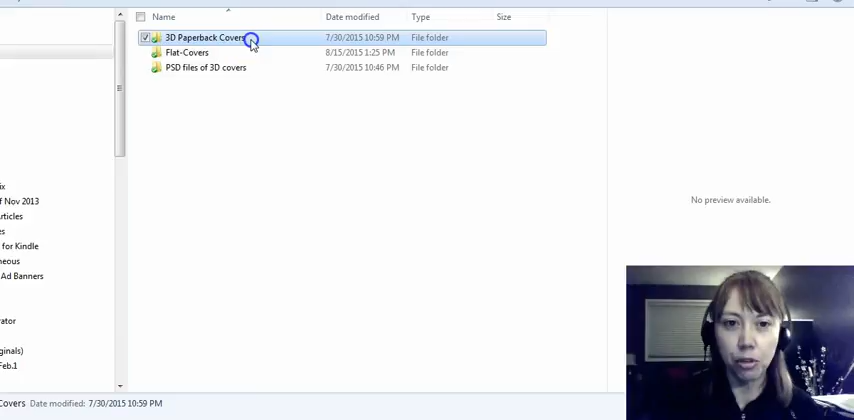 Name Date modified Type Size
3D Paperback Covers 7/30/2015 10:59 PM File folder
Flat-Covers 8/15/2015 1:25 PM File folder
PSD files of 3D covers 7/30/2015 10:46 PM File folder
No preview available.
ix
f Nov 2013
rticles
es
for Kindle
neous
Ad Banners
rator
ginals)
Feb.1
Covers Date modified: 7/30/2015 10:59 PM